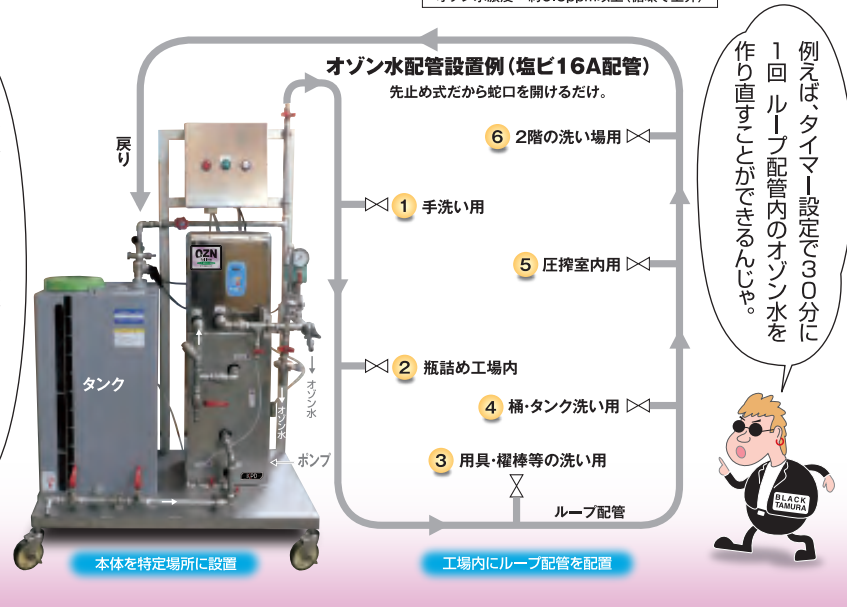 オゾン水配管設置例（塩ビ16A配管）
先止め式だから蛇口を開けるだけ。
例えば、タイマー設定で３０分に
１回 ループ配管内のオゾン水を
作り直すことができるんじゃ。
戻り
6 2階の洗い場用
1 手洗い用
OZN
5 圧搾室内用
2 瓶詰め工場内
タンク
オゾン水
オゾン水
4 桶・タンク洗い用
3 用具・櫂棒等の洗い用
ポンプ
ループ配管
BLACK
TAMURA
本体を特定場所に設置
工場内にループ配管を配置